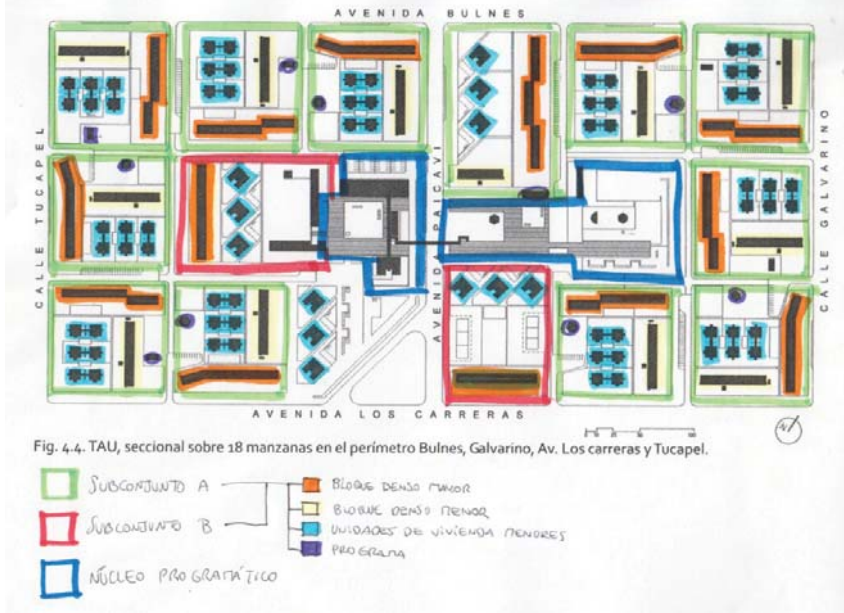 AVENIDA BULNES
CALLE TUCAPEL
AVENIDA PAICAVI
CALLE GALVARINO
AVENIDA LOS CARRERAS
N
Fig. 4.4. TAU, seccional sobre 18 manzanas en el perímetro Bulnes, Galvarino, Av. Los carreras y Tucapel.
SUBCONJUNTO A
SUBCONJUNTO B
NÚCLEO PROGRAMÁTICO
BLOQUE DENSO MAYOR
BLOQUE DENSO MENOR
UNIDADES DE VIVIENDA MENORES
PROGRAMA